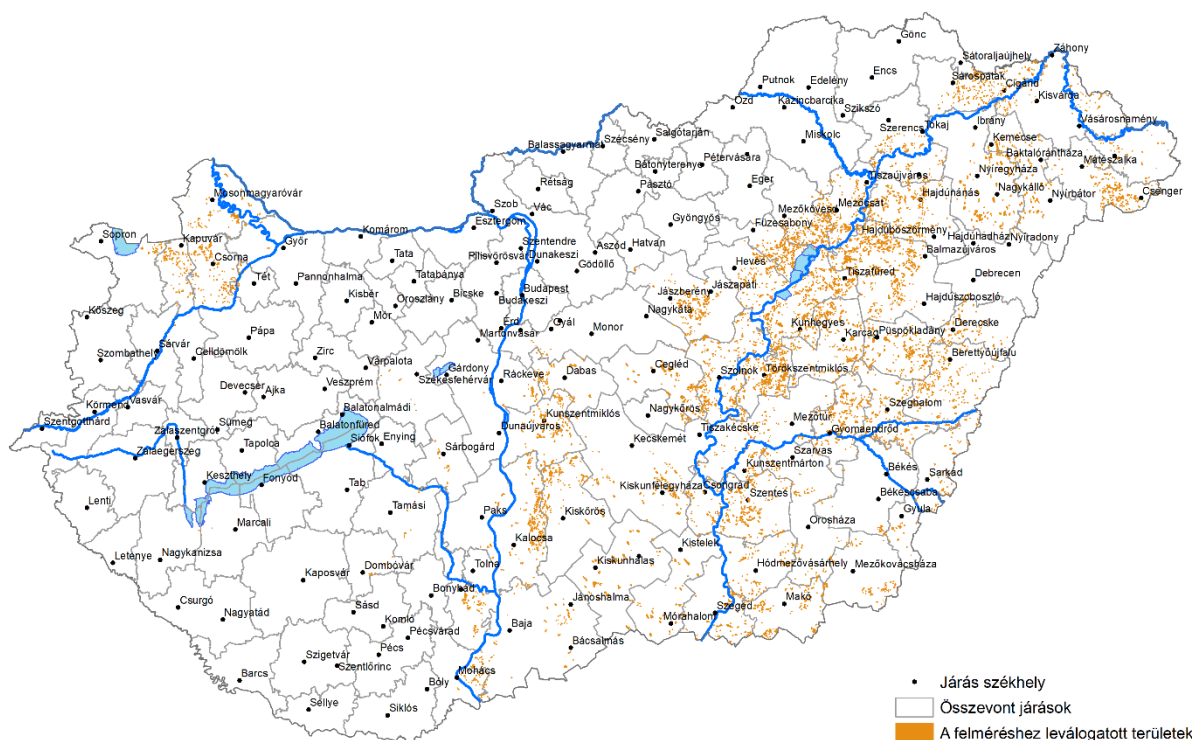 Gönc
Záhony
Sátoraljaújhely
Encs
Putnok
Edelény
Sárospatak
Cigánd
Kisvárda
Ózd
Kazincbarcika
Szikszó
Szerencs
Tokaj
Ibrány
Vásárosnamény
Salgótarján
Szécsény
Balassagyarmat
Miskolc
Kemecse
Baktalórántháza
Mátészalka
Bátonyterenye
Pétervására
Tiszaújváros
Nyíregyháza
Rétság
Pásztó
Eger
Hajdúnánás
Nagykálló
Nyírbátor
Csenger
Mosonmagyaróvár
Szob
Vác
Mezőkövesd
Mezőcsát
Gyöngyös
Füzesabony
Hajdúböszörmény
Esztergom
Komárom
Sopron
Kapuvár
Győr
Szentendre
Aszód
Hatvan
Hajdúhadház
Nyíradony
Balmazújváros
Csorna
Tata
Pilisvörösvár
Dunakeszi
Gödöllő
Heves
Tiszafüred
Debrecen
Tét
Pannonhalma
Tatabánya
Kisbér
Oroszlány
Bicske
Budapest
Budakeszi
Jászberény
Jászapáti
Hajdúszoboszló
Kőszeg
Mór
Érd
Gyál
Monor
Nagykáta
Kunhegyes
Karcag
Püspökladány
Derecske
Pápa
Martonvásár
Sárvár
Szombathely
Celldömölk
Zirc
Várpalota
Gárdony
Székesfehérvár
Ráckeve
Dabas
Cegléd
Szolnok
Törökszentmiklós
Berettyóújfalu
Devecser
Ajka
Veszprém
Körmend
Vasvár
Balatonalmádi
Szentgotthárd
Zalaszentgrót
Sümeg
Balatonfüred
Siófok
Enying
Dunaújváros
Kunszentmiklós
Nagykőrös
Mezőtúr
Szeghalom
Tapolca
Zalaegerszeg
Sárbogárd
Kecskemét
Tiszakécske
Gyomaendrőd
Szarvas
Keszthely
Fonyód
Tab
Kunszentmárton
Békés
Sarkad
Lenti
Tamási
Kiskunfélegyháza
Csongrád
Szentes
Békéscsaba
Gyula
Marcali
Paks
Kiskőrös
Orosháza
Letenye
Nagykanizsa
Kalocsa
Kistelek
Kaposvár
Dombóvár
Tolna
Kiskunhalas
Hódmezővásárhely
Mezőkovácsháza
Bonyhád
Csurgó
Nagyatád
Sásd
Jánoshalma
Szeged
Makó
Komló
Mórahalom
Pécsvárad
Baja
Szigetvár
Szentlőrinc
Pécs
Bácsalmás
Barcs
Mohács
Bóly
Sellye
Siklós
Járás székhely
Összevont járások
A felméréshez leválogatott területek